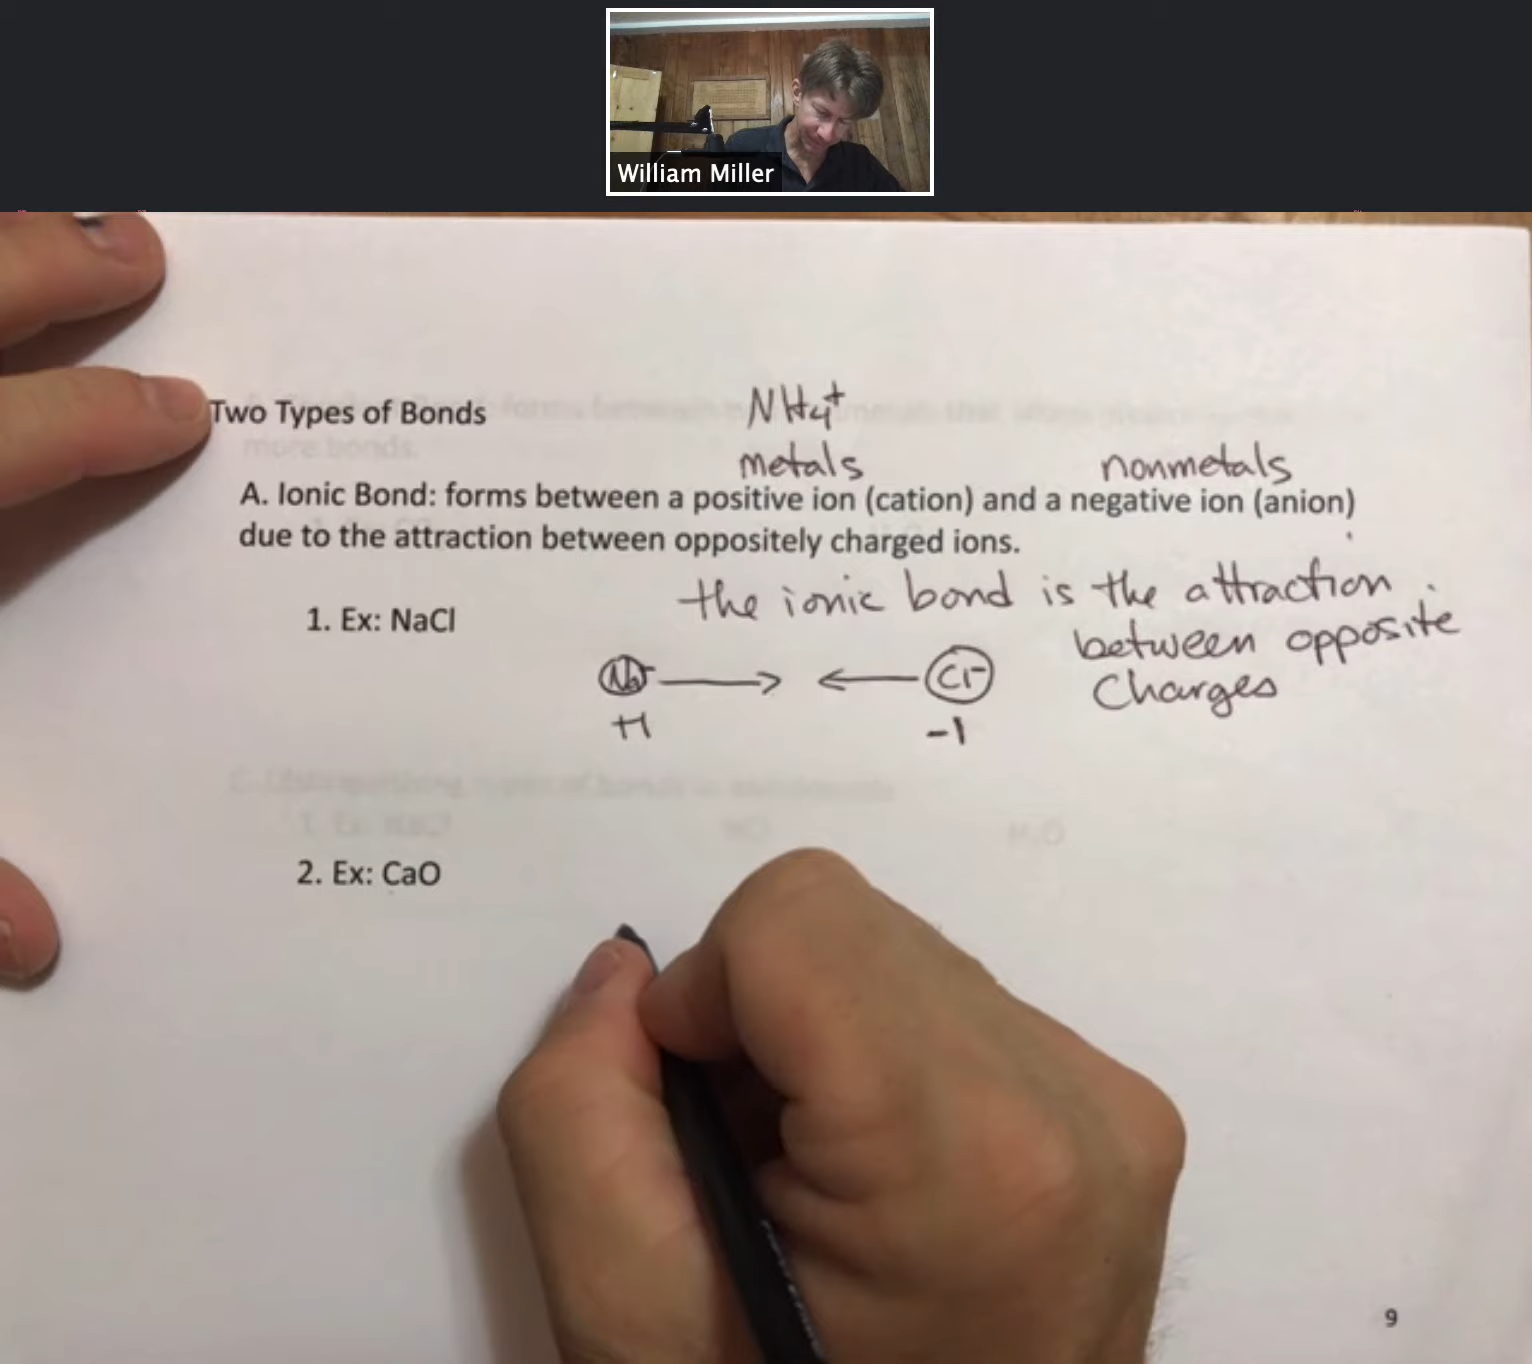 William Miller
Two Types of Bonds
NH4+
metals
nonmetals
A. Ionic Bond: forms between a positive ion (cation) and a negative ion (anion)
due to the attraction between oppositely charged ions.
the ionic bond is the attraction
between opposite
charges
1. Ex: NaCl
Na+
Cl-
+1
-1
2. Ex: CaO
9